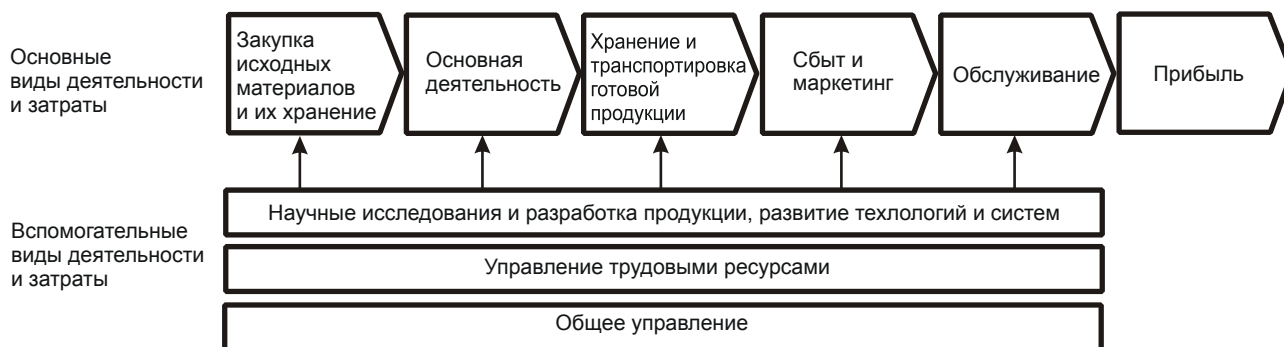 Основные
виды деятельности
и затраты
Закупка
исходных
материалов
и их хранение
Основная
деятельность
Хранение и
транспортировка
готовой
продукции
Сбыт и
маркетинг
Обслуживание
Прибыль
Вспомогательные
виды деятельности
и затраты
Научные исследования и разработка продукции, развитие техлологий и систем
Управление трудовыми ресурсами
Общее управление